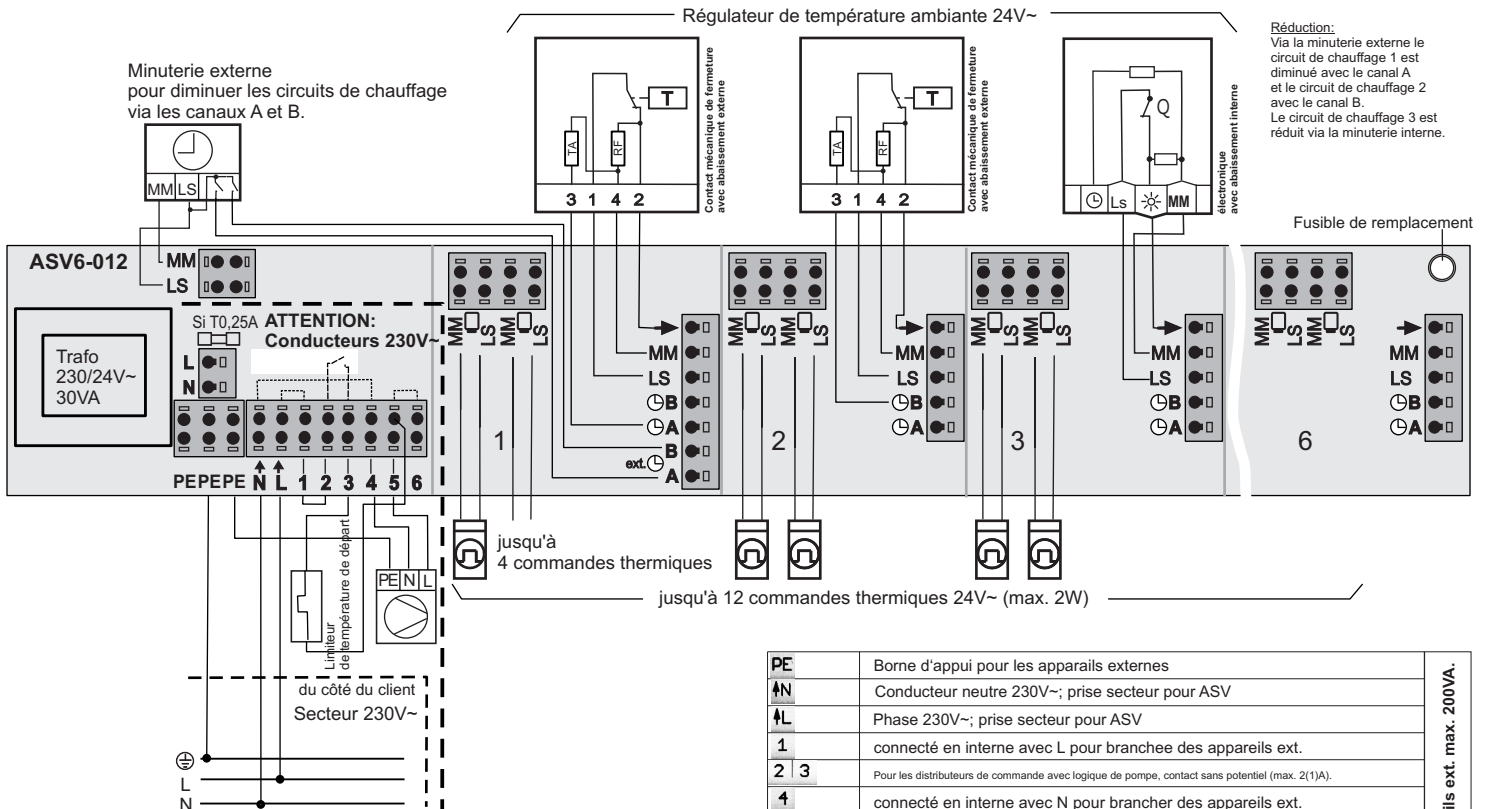 Régulateur de température ambiante 24V~
Réduction:
Via la minuterie externe le
circuit de chauffage 1 est
diminué avec le canal A
et le circuit de chauffage 2
avec le canal B.
Le circuit de chauffage 3 est
réduit via la minuterie interne.
Minuterie externe
pour diminuer les circuits de chauffage
via les canaux A et B.
MM LS
T
TA
RF
3 1 4 2
Contact mécanique de fermeture
avec abaissement externe
T
TA
RF
3 1 4 2
Contact mécanique de fermeture
avec abaissement externe
Q
Ls MM
électronique
avec abaissement interne
Fusible de remplacement
ASV6-012
MM
LS
Si T0,25A
ATTENTION:
Conducteurs 230V~
L
N
Trafo
230/24V~
30VA
PE PE PE N L 1 2 3 4 5 6
MM LS MM LS
MM
LS
B
A
B
ext.
A
1
MM LS MM LS
MM
LS
B
A
2
MM LS MM LS
MM
LS
B
A
3
MM LS MM LS
MM
LS
B
A
6
jusqu'à
4 commandes thermiques
jusqu'à 12 commandes thermiques 24V~ (max. 2W)
Limiteur
de température de départ
PE N L
du côté du client
Secteur 230V~
L
N
PE Borne d'appui pour les apparails externes
N Conducteur neutre 230V~; prise secteur pour ASV
L Phase 230V~; prise secteur pour ASV
1 connecté en interne avec L pour branchee des appareils ext.
2 3 Pour les distributeurs de commande avec logique de pompe, contact sans potentiel (max. 2(1)A).
4 connecté en interne avec N pour brancher des appareils ext.
ext. max. 200VA.